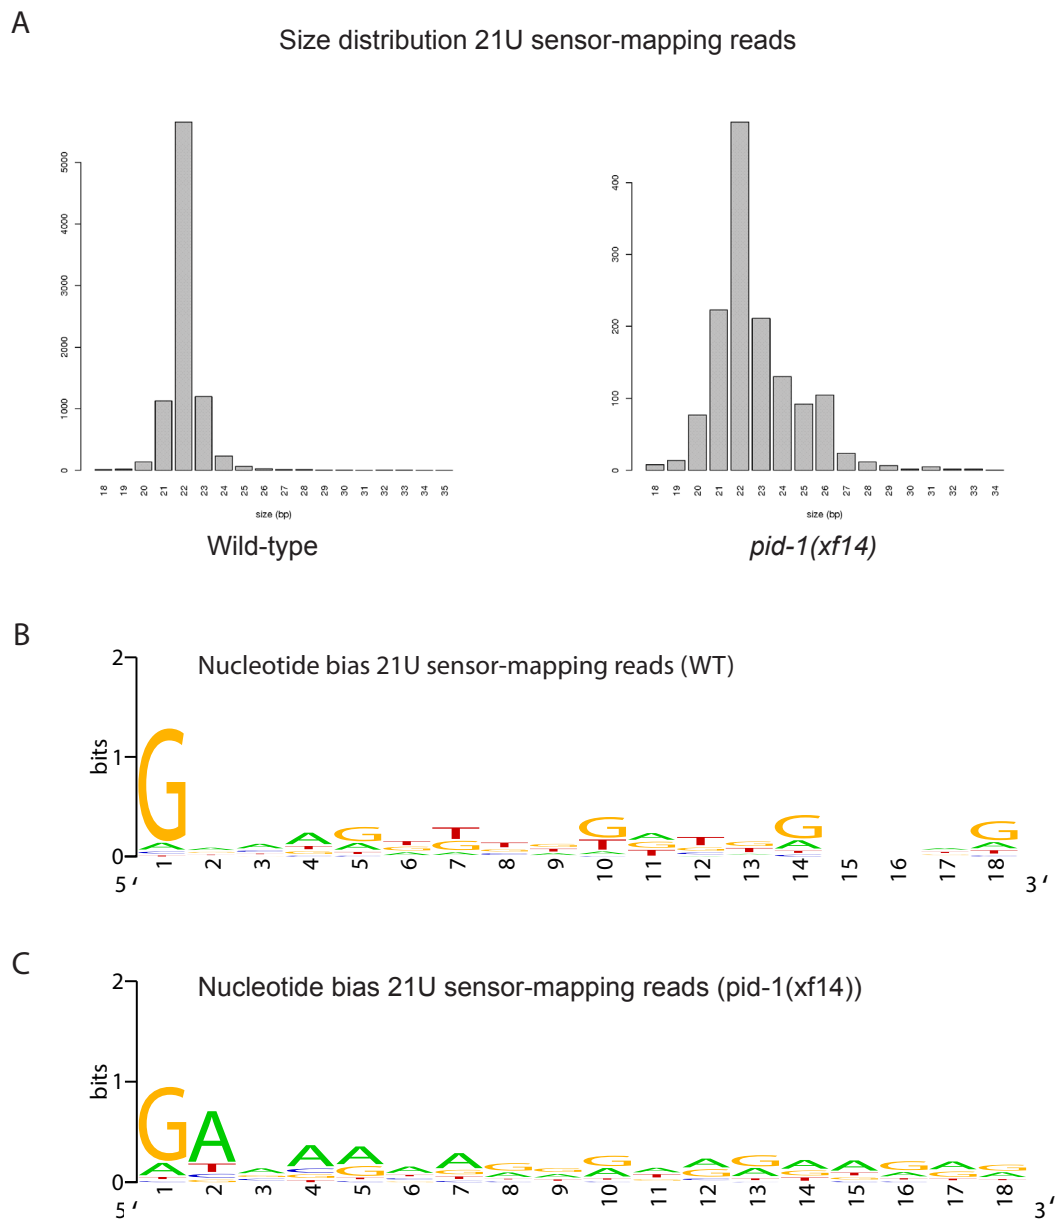 A
Size distribution 21U sensor-mapping reads
5000
4000
3000
2000
1000
0
18 19 20 21 22 23 24 25 26 27 28 29 30 31 32 33 34 35
size (bp)
Wild-type
400
300
200
100
0
18 19 20 21 22 23 24 25 26 27 28 29 30 31 32 33 34
size (bp)
pid-1(xf14)
B
Nucleotide bias 21U sensor-mapping reads (WT)
2
1
0
bits
1 2 3 4 5 6 7 8 9 10 11 12 13 14 15 16 17 18
5‘ 3‘
C
Nucleotide bias 21U sensor-mapping reads (pid-1(xf14))
2
1
0
bits
1 2 3 4 5 6 7 8 9 10 11 12 13 14 15 16 17 18
5‘ 3‘